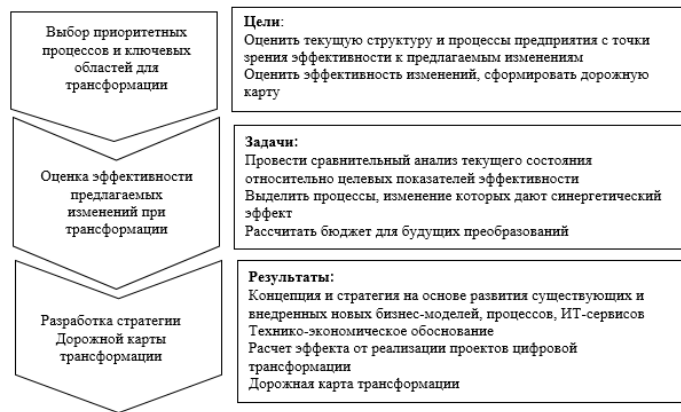 Выбор приоритетных
процессов и ключевых
областей для
трансформации
Цели:
Оценить текущую структуру и процессы предприятия с точки
зрения эффективности к предлагаемым изменениям
Оценить эффективность изменений, сформировать дорожную
карту
Оценка эффективности
предлагаемых
изменений при
трансформации
Задачи:
Провести сравнительный анализ текущего состояния
относительно целевых показателей эффективности
Выделить процессы, изменение которых дают синергетический
эффект
Рассчитать бюджет для будущих преобразований
Разработка стратегии
Дорожной карты
трансформации
Результаты:
Концепция и стратегия на основе развития существующих и
внедренных новых бизнес-моделей, процессов, ИТ-сервисов
Технико-экономическое обоснование
Расчет эффекта от реализации проектов цифровой
трансформации
Дорожная карта трансформации